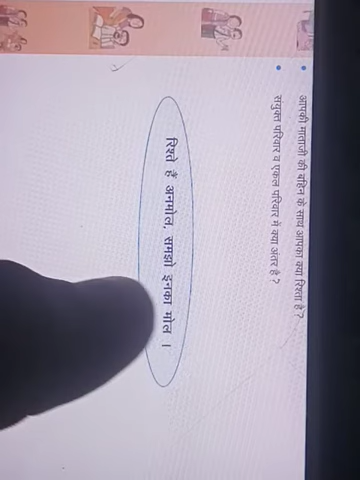 आपकी माताजी की बहिन के साथ आपका क्या रिश्ता है ?
संयुक्त परिवार व एकल परिवार में क्या अंतर है ?
रिश्ते हैं अनमोल, समझो इनका मोल ।